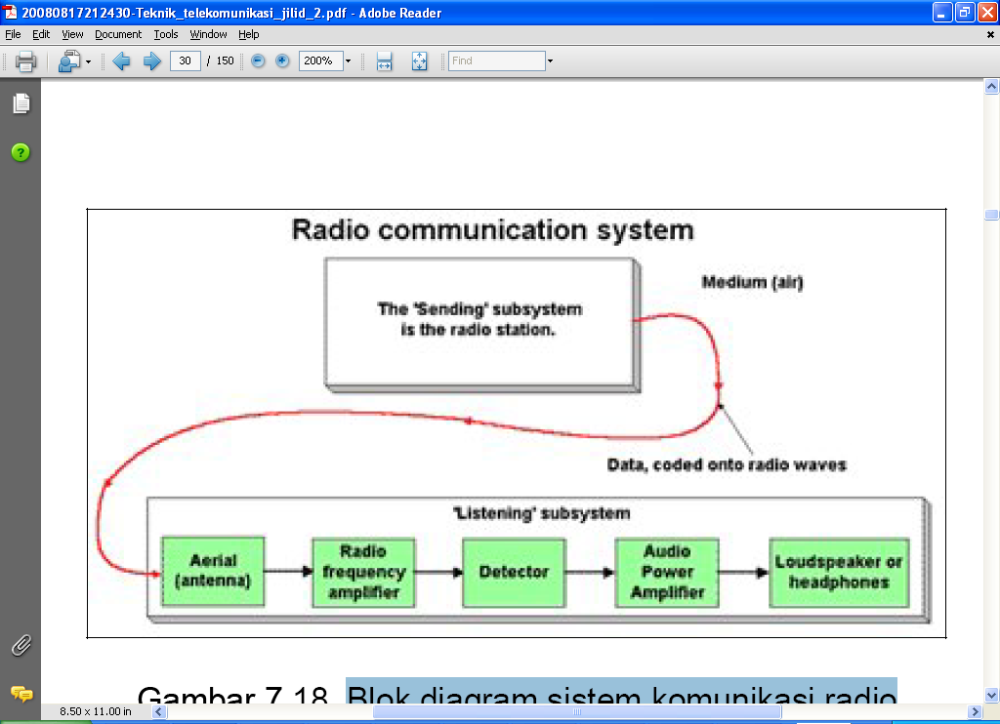 20080817212430-Teknik_telekomunikasi_jilid_2.pdf - Adobe Reader
File Edit View Document Tools Window Help
30 / 150 200% Find
Radio communication system
Medium (air)
The 'Sending' subsystem
is the radio station.
Data, coded onto radio waves
'Listening' subsystem
Aerial
(antenna)
Radio
frequency
amplifier
Detector
Audio
Power
Amplifier
Loudspeaker or
headphones
Gambar 7.18. Blok diagram sistem komunikasi radio
8.50 x 11.00 in